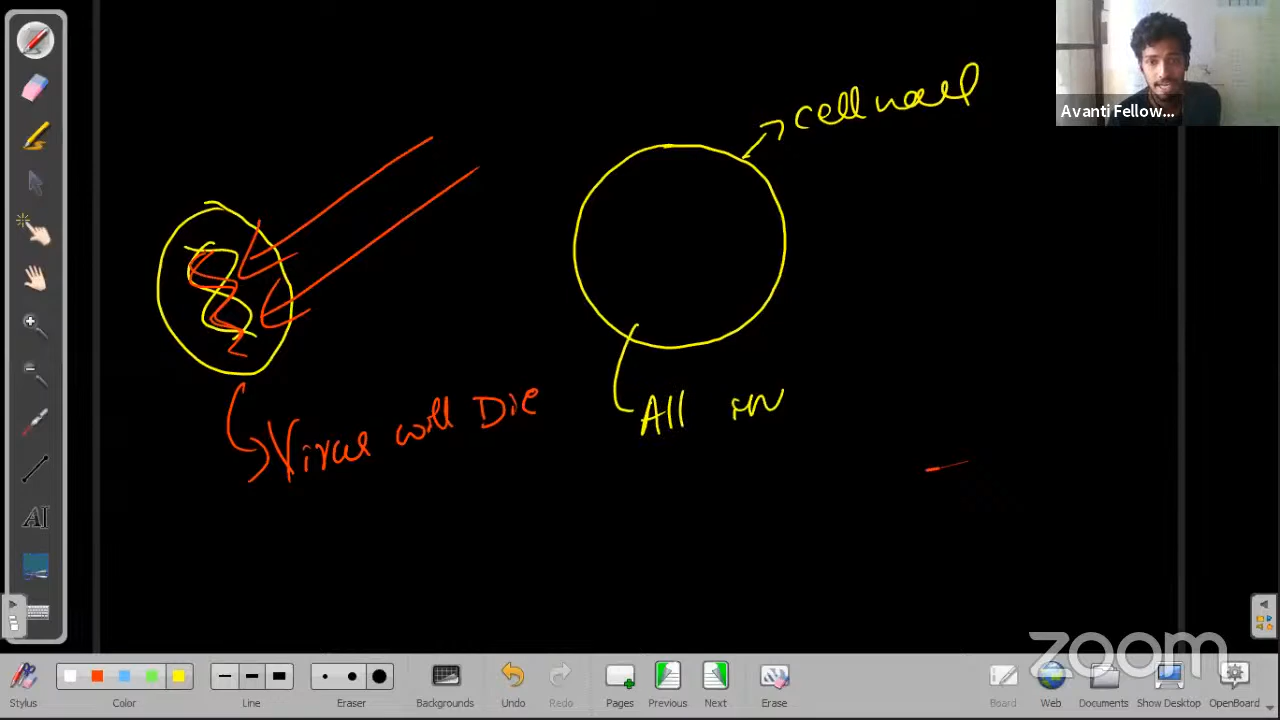 cell wall
Avanti Fellow...
Virus will Die
All
AI
zoom
Stylus
Color
Line
Eraser
Backgrounds
Undo
Redo
Pages
Previous
Next
Erase
Board
Web
Documents
Show Desktop
OpenBoard